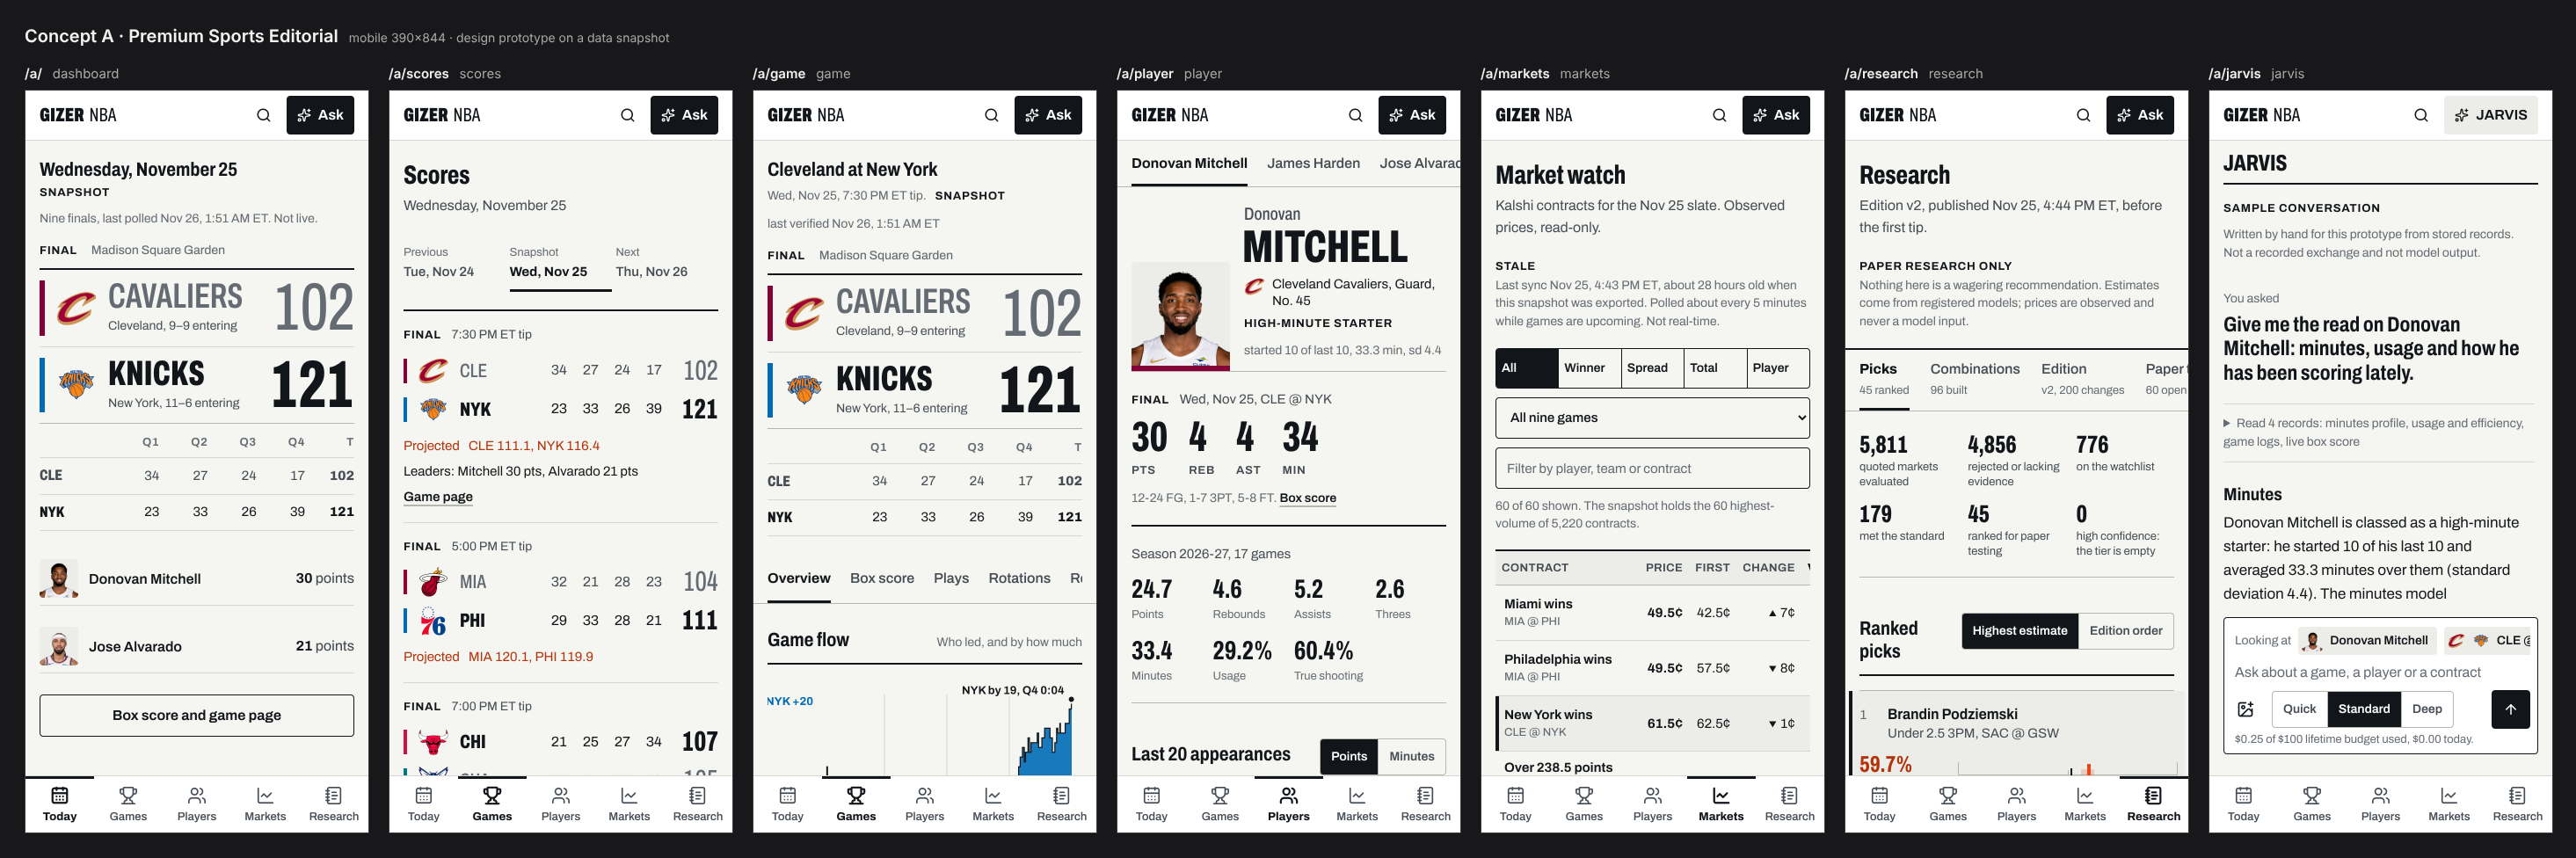 Concept A · Premium Sports Editorial mobile 390×844 · design prototype on a data snapshot
/a/ dashboard
GIZER NBA
Ask
Wednesday, November 25
SNAPSHOT
Nine finals, last polled Nov 26, 1:51 AM ET. Not live.
FINAL Madison Square Garden
CAVALIERS 102
Cleveland, 9–9 entering
KNICKS 121
New York, 11–6 entering
Q1 Q2 Q3 Q4 T
CLE 34 27 24 17 102
NYK 23 33 26 39 121
Donovan Mitchell 30 points
Jose Alvarado 21 points
Box score and game page
Today Games Players Markets Research
/a/scores scores
GIZER NBA
Ask
Scores
Wednesday, November 25
Previous Snapshot Next
Tue, Nov 24 Wed, Nov 25 Thu, Nov 26
FINAL 7:30 PM ET tip
CLE 34 27 24 17 102
NYK 23 33 26 39 121
Projected CLE 111.1, NYK 116.4
Leaders: Mitchell 30 pts, Alvarado 21 pts
Game page
FINAL 5:00 PM ET tip
MIA 32 21 28 23 104
PHI 29 33 28 21 111
Projected MIA 120.1, PHI 119.9
FINAL 7:00 PM ET tip
CHI 21 25 27 34 107
Today Games Players Markets Research
/a/game game
GIZER NBA
Ask
Cleveland at New York
Wed, Nov 25, 7:30 PM ET tip. SNAPSHOT
last verified Nov 26, 1:51 AM ET
FINAL Madison Square Garden
CAVALIERS 102
Cleveland, 9–9 entering
KNICKS 121
New York, 11–6 entering
Q1 Q2 Q3 Q4 T
CLE 34 27 24 17 102
NYK 23 33 26 39 121
Overview Box score Plays Rotations
Game flow Who led, and by how much
NYK by 19, Q4 0:04
NYK +20
Today Games Players Markets Research
/a/player player
GIZER NBA
Ask
Donovan Mitchell James Harden Jose Alvarad
Donovan
MITCHELL
Cleveland Cavaliers, Guard,
No. 45
HIGH-MINUTE STARTER
started 10 of last 10, 33.3 min, sd 4.4
FINAL Wed, Nov 25, CLE @ NYK
30 4 4 34
PTS REB AST MIN
12-24 FG, 1-7 3PT, 5-8 FT. Box score
Season 2026-27, 17 games
24.7 4.6 5.2 2.6
Points Rebounds Assists Threes
33.4 29.2% 60.4%
Minutes Usage True shooting
Last 20 appearances Points Minutes
Today Games Players Markets Research
/a/markets markets
GIZER NBA
Ask
Market watch
Kalshi contracts for the Nov 25 slate. Observed
prices, read-only.
STALE
Last sync Nov 25, 4:43 PM ET, about 28 hours old when
this snapshot was exported. Polled about every 5 minutes
while games are upcoming. Not real-time.
All Winner Spread Total Player
All nine games
Filter by player, team or contract
60 of 60 shown. The snapshot holds the 60 highest-
volume of 5,220 contracts.
CONTRACT PRICE FIRST CHANGE
Miami wins 49.5¢ 42.5¢ ▲ 7¢
MIA @ PHI
Philadelphia wins 49.5¢ 57.5¢ ▼ 8¢
MIA @ PHI
New York wins 61.5¢ 62.5¢ ▼ 1¢
CLE @ NYK
Over 238.5 points
Today Games Players Markets Research
/a/research research
GIZER NBA
Ask
Research
Edition v2, published Nov 25, 4:44 PM ET, before
the first tip.
PAPER RESEARCH ONLY
Nothing here is a wagering recommendation. Estimates
come from registered models; prices are observed and
never a model input.
Picks Combinations Edition Paper
45 ranked 96 built v2, 200 changes 60 open
5,811 4,856 776
quoted markets rejected or lacking on the watchlist
evaluated evidence
179 45 0
met the standard ranked for paper high confidence:
testing the tier is empty
Ranked Highest estimate Edition order
picks
1 Brandin Podziemski
Under 2.5 3PM, SAC @ GSW
59.7%
Today Games Players Markets Research
/a/jarvis jarvis
GIZER NBA
JARVIS
JARVIS
SAMPLE CONVERSATION
Written by hand for this prototype from stored records.
Not a recorded exchange and not model output.
You asked
Give me the read on Donovan
Mitchell: minutes, usage and how he
has been scoring lately.
▶ Read 4 records: minutes profile, usage and efficiency,
game logs, live box score
Minutes
Donovan Mitchell is classed as a high-minute
starter: he started 10 of his last 10 and
averaged 33.3 minutes over them (standard
deviation 4.4). The minutes model
Looking at Donovan Mitchell CLE @
Ask about a game, a player or a contract
Quick Standard Deep
$0.25 of $100 lifetime budget used, $0.00 today.
Today Games Players Markets Research